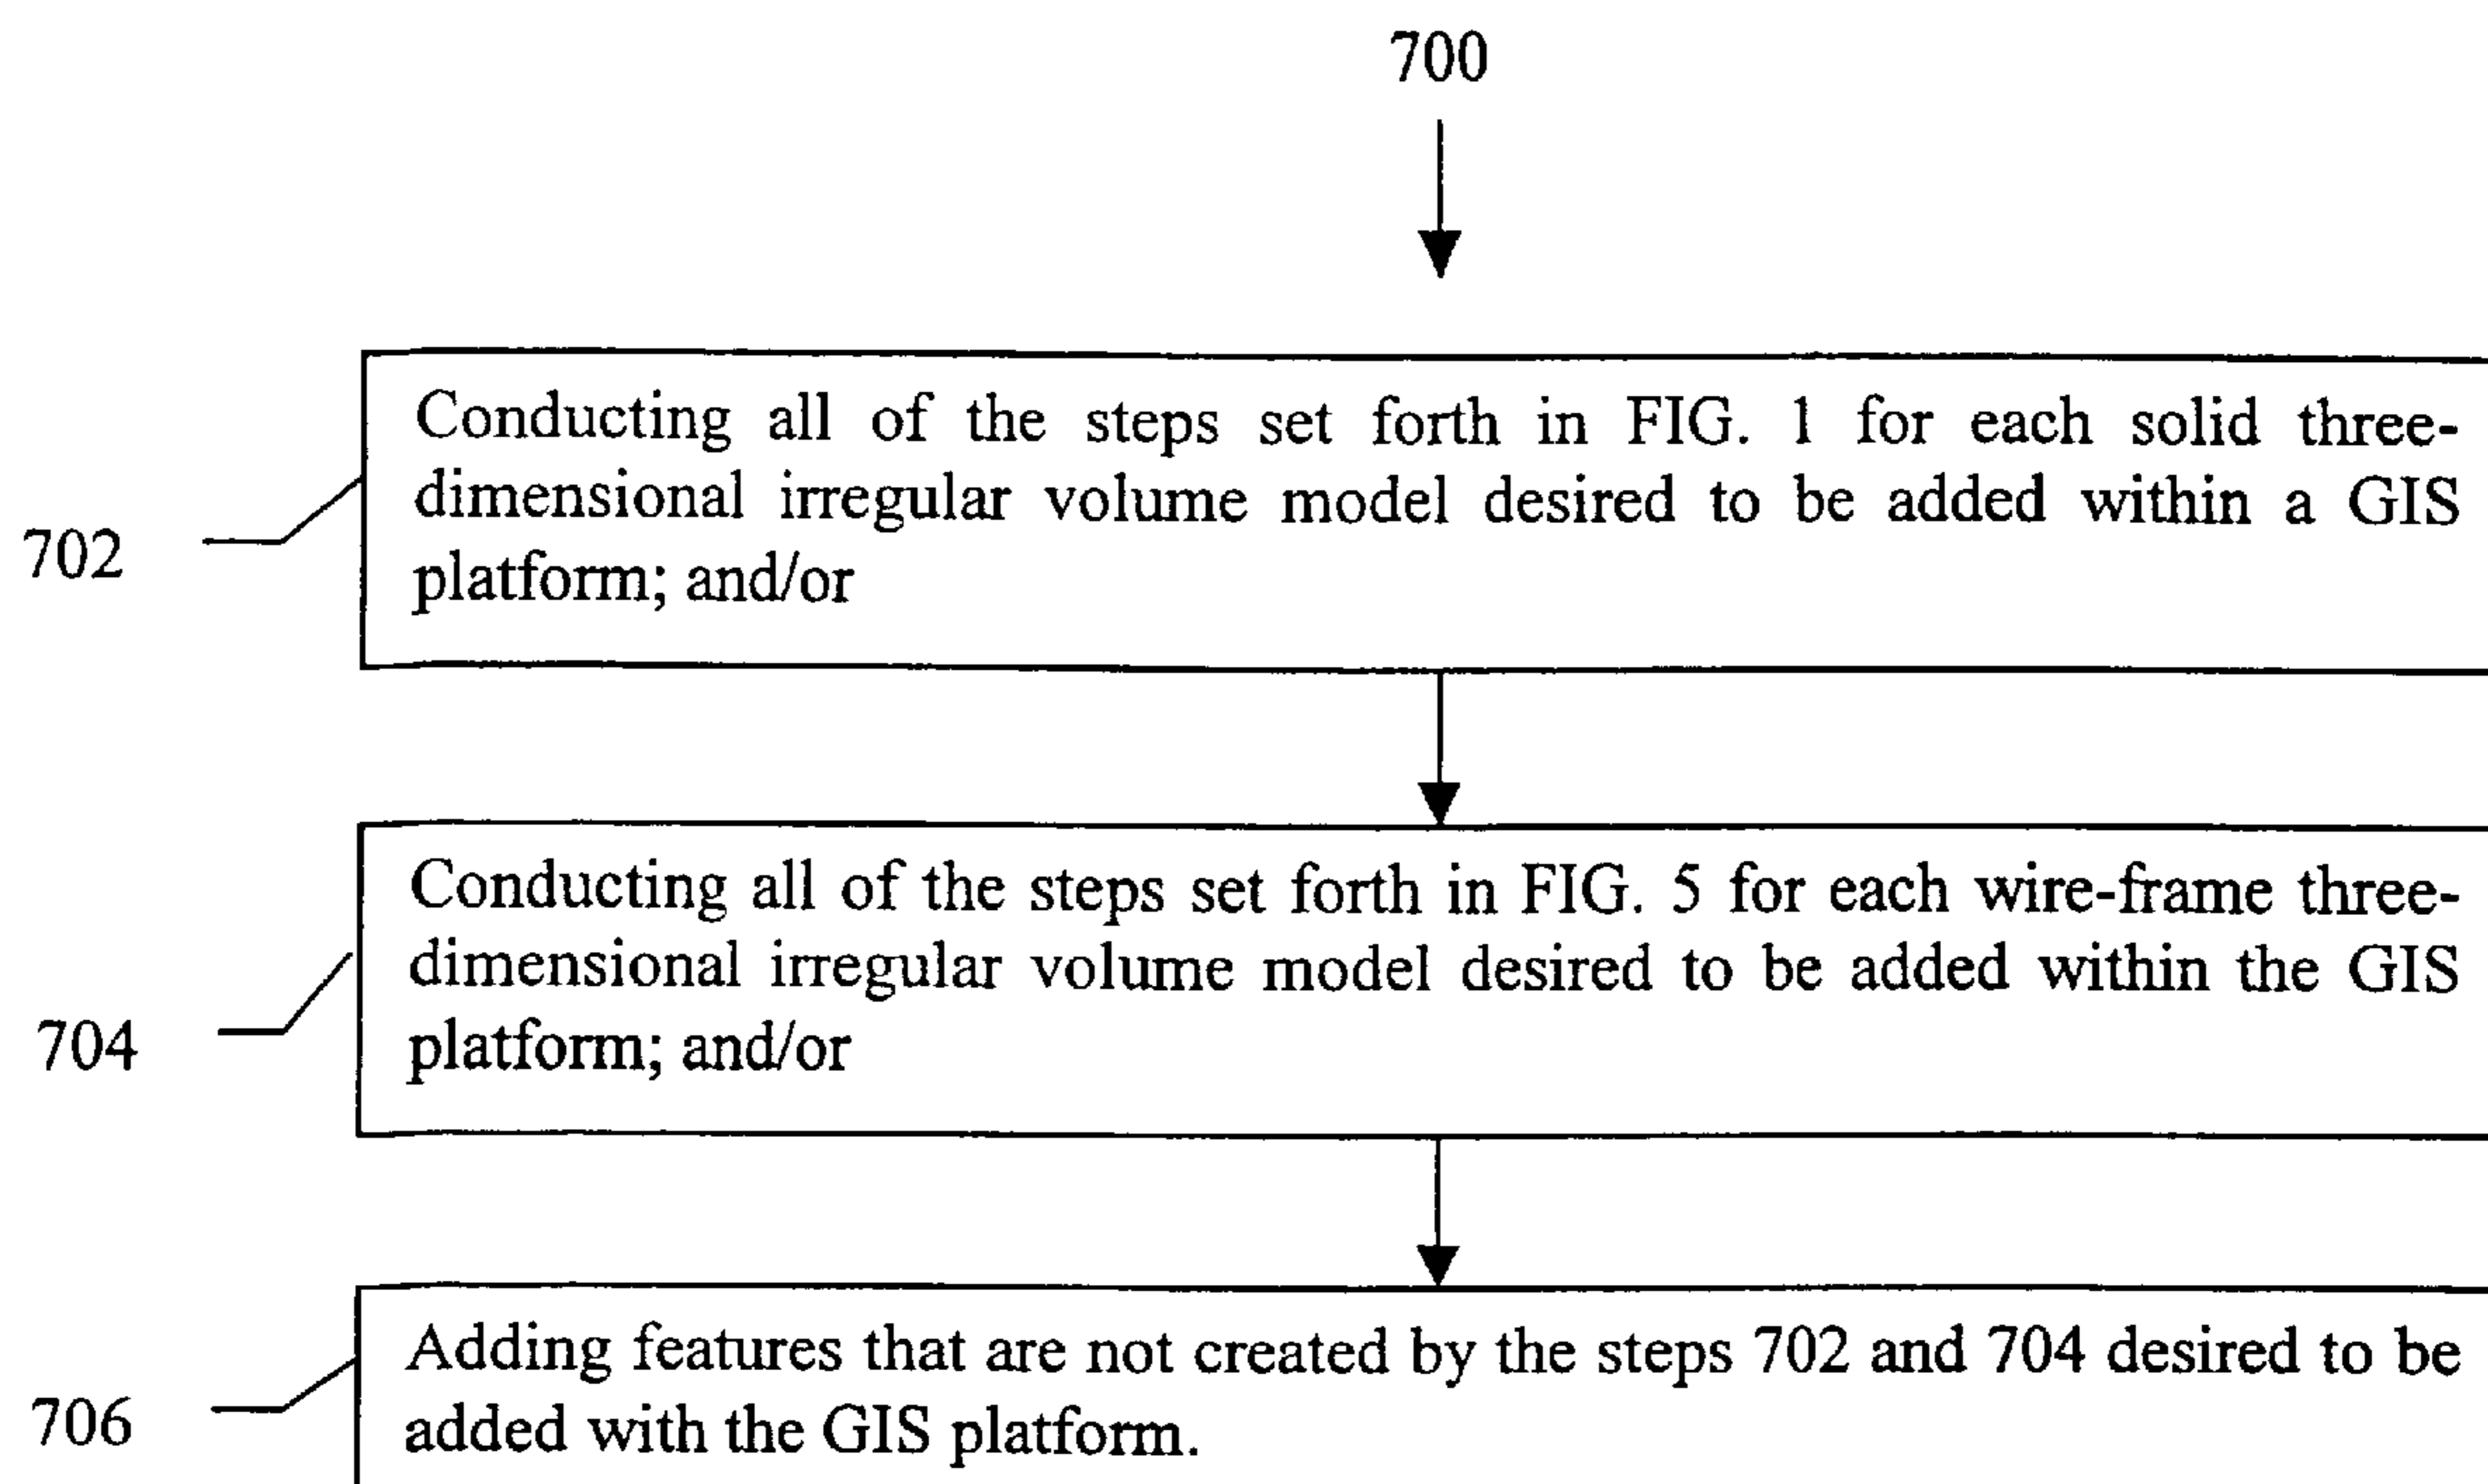 700
Conducting all of the steps set forth in FIG. 1 for each solid three-
dimensional irregular volume model desired to be added within a GIS
platform; and/or
702
Conducting all of the steps set forth in FIG. 5 for each wire-frame three-
dimensional irregular volume model desired to be added within the GIS
platform; and/or
704
Adding features that are not created by the steps 702 and 704 desired to be
added with the GIS platform.
706